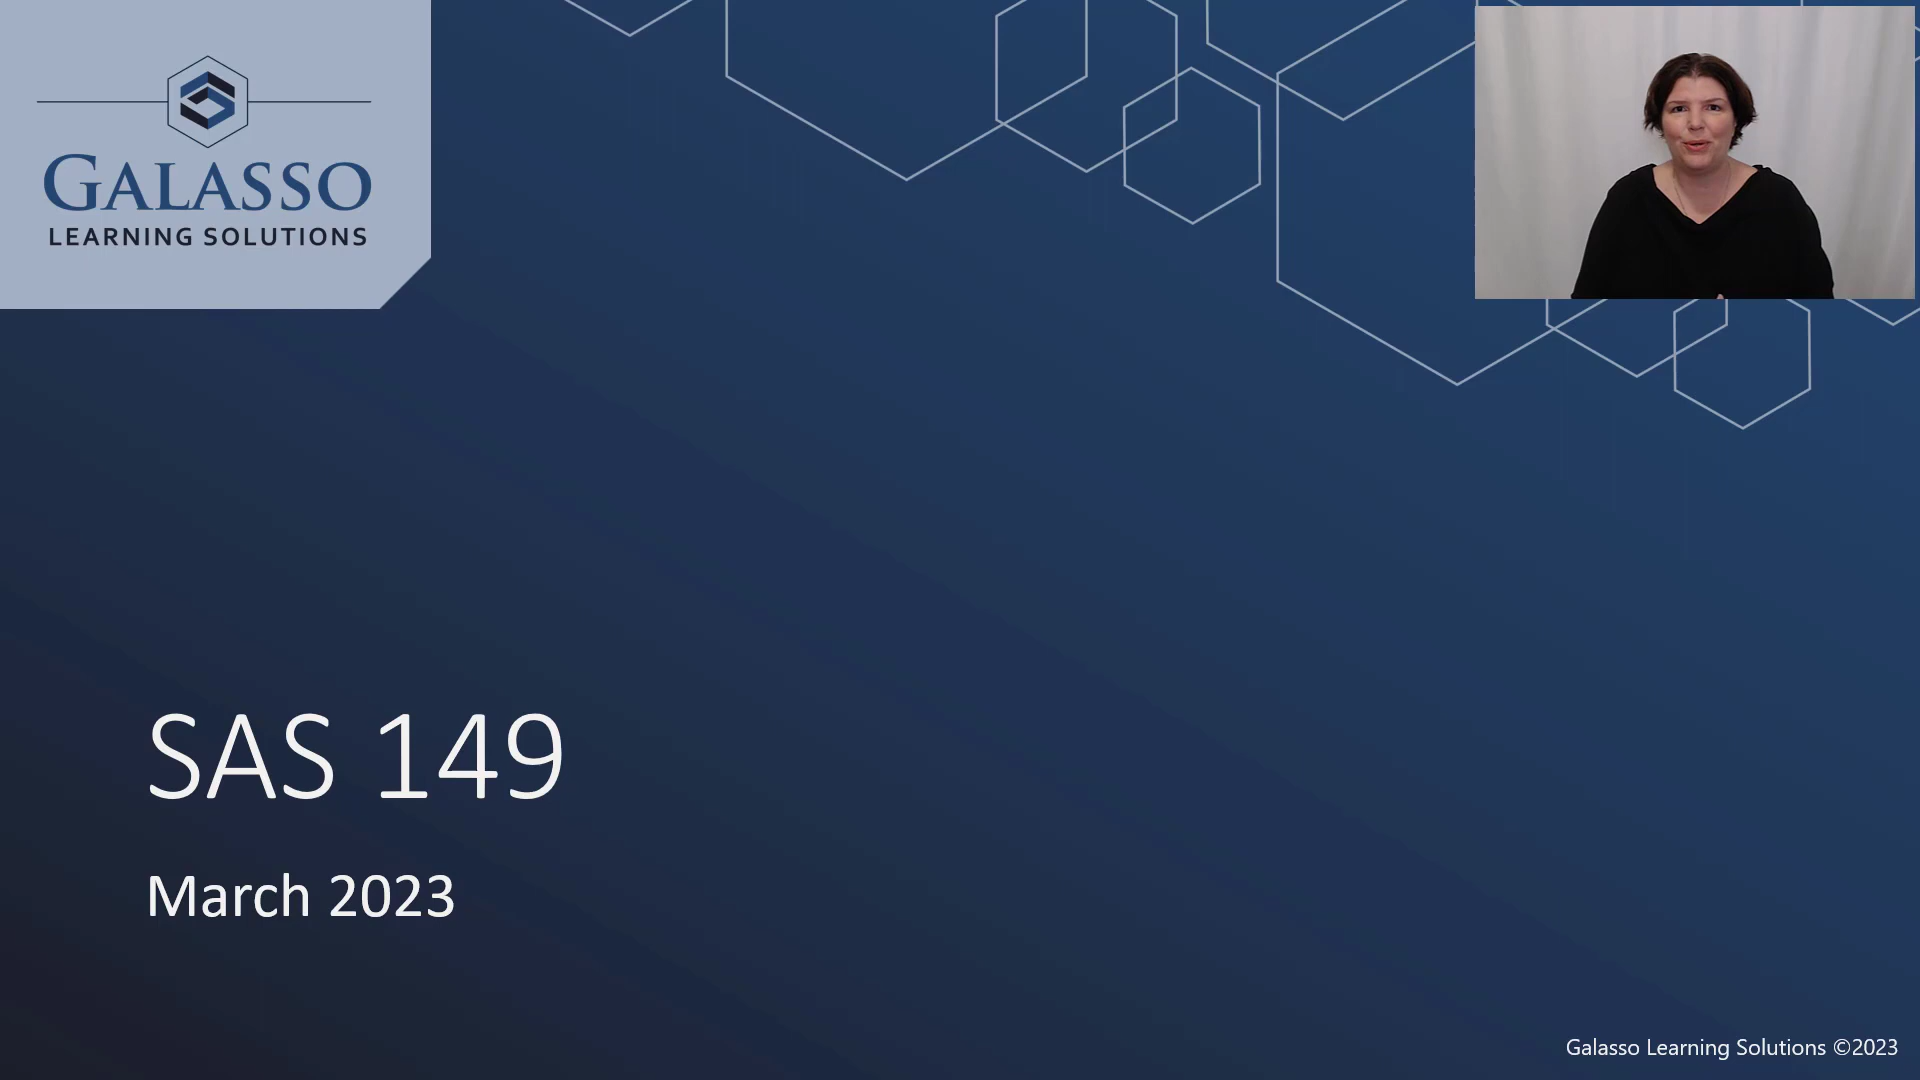 GALASSO
LEARNING SOLUTIONS
SAS 149
March 2023
Galasso Learning Solutions ©2023